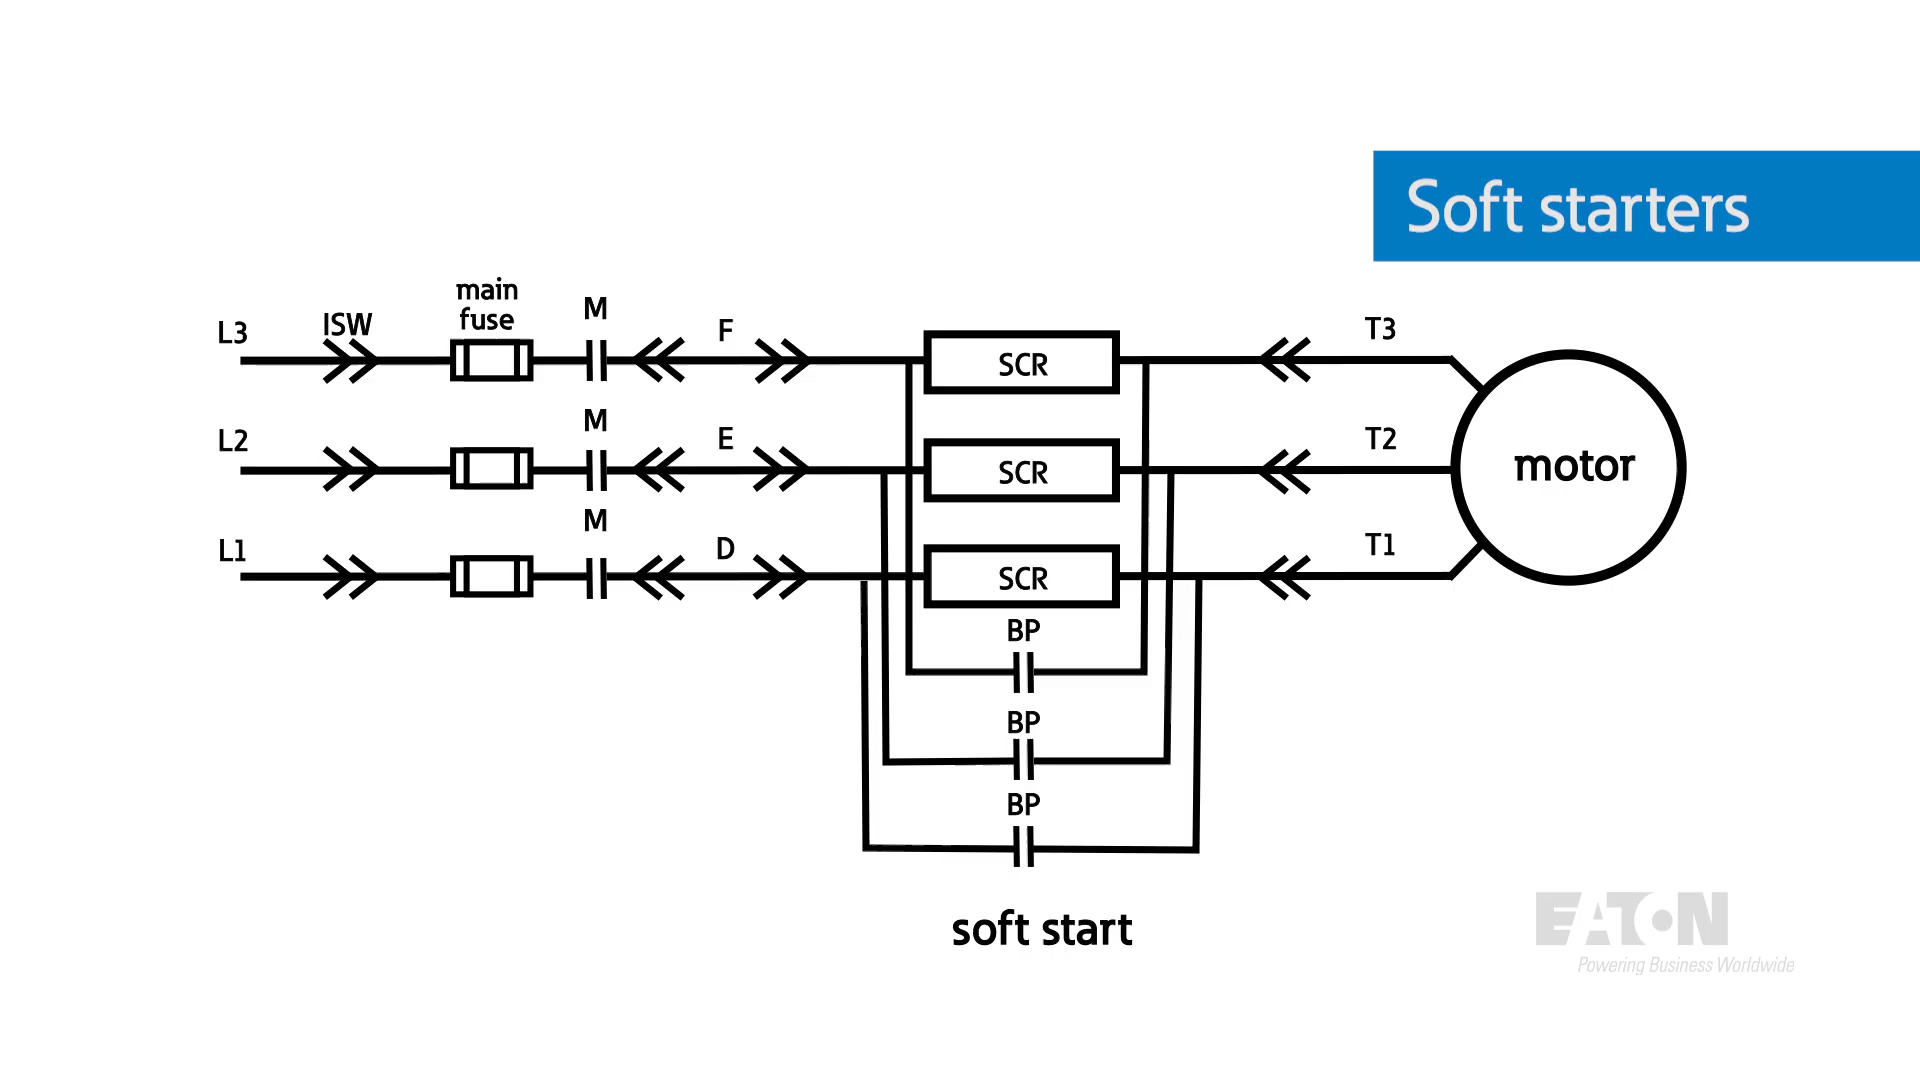 Soft starters
main
fuse
L3
ISW
M
F
SCR
T3
L2
M
E
SCR
T2
motor
L1
M
D
SCR
T1
BP
BP
BP
soft start
EATON
Powering Business Worldwide